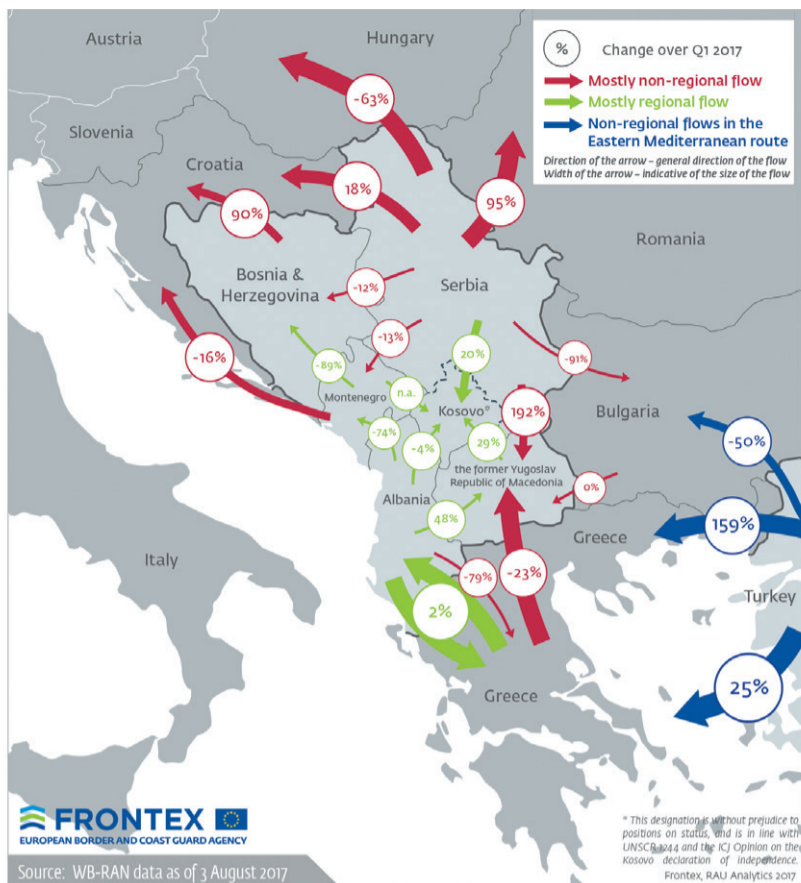 Austria
Hungary
% Change over Q1 2017
Mostly non-regional flow
Mostly regional flow
Non-regional flows in the
Eastern Mediterranean route
Direction of the arrow – general direction of the flow
Width of the arrow – indicative of the size of the flow
-63%
Slovenia
Croatia
18%
95%
90%
Romania
Bosnia &
Herzegovina
Serbia
-12%
-13%
-16%
20%
-91%
-89%
n.a.
Montenegro
Kosovo*
192%
Bulgaria
-74%
-4%
29%
-50%
the former Yugoslav
Republic of Macedonia
0%
Albania
48%
159%
Greece
Italy
-79%
-23%
Turkey
2%
25%
Greece
FRONTEX
EUROPEAN BORDER AND COAST GUARD AGENCY
* This designation is without prejudice to
positions on status, and is in line with
UNSCR 1244 and the ICJ Opinion on the
Kosovo declaration of independence.
Frontex, RAU Analytics 2017
Source: WB-RAN data as of 3 August 2017